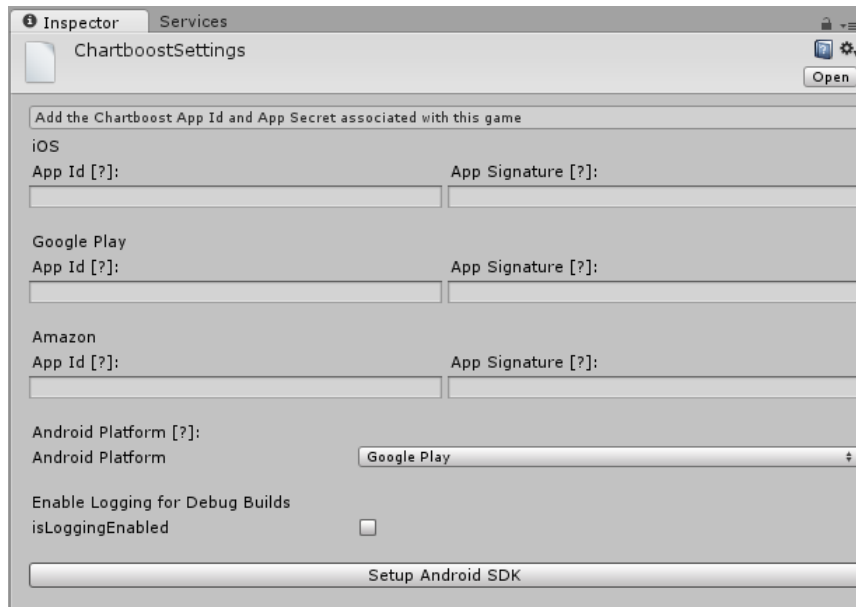 Inspector Services
ChartboostSettings
Open
Add the Chartboost App Id and App Secret associated with this game
iOS
App Id [?]: App Signature [?]:
Google Play
App Id [?]: App Signature [?]:
Amazon
App Id [?]: App Signature [?]:
Android Platform [?]:
Android Platform Google Play
Enable Logging for Debug Builds
isLoggingEnabled
Setup Android SDK